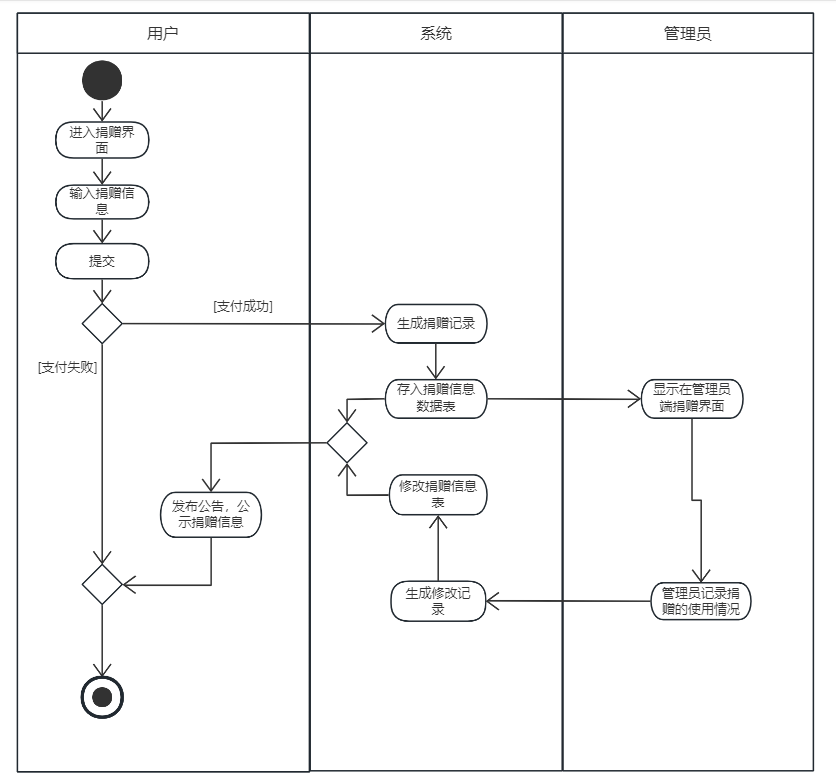 用户
系统
管理员
进入捐赠界
面
输入捐赠信
息
提交
[支付成功]
生成捐赠记录
[支付失败]
存入捐赠信息
数据表
显示在管理员
端捐赠界面
修改捐赠信息
表
发布公告，公
示捐赠信息
生成修改记
录
管理员记录捐
赠的使用情况